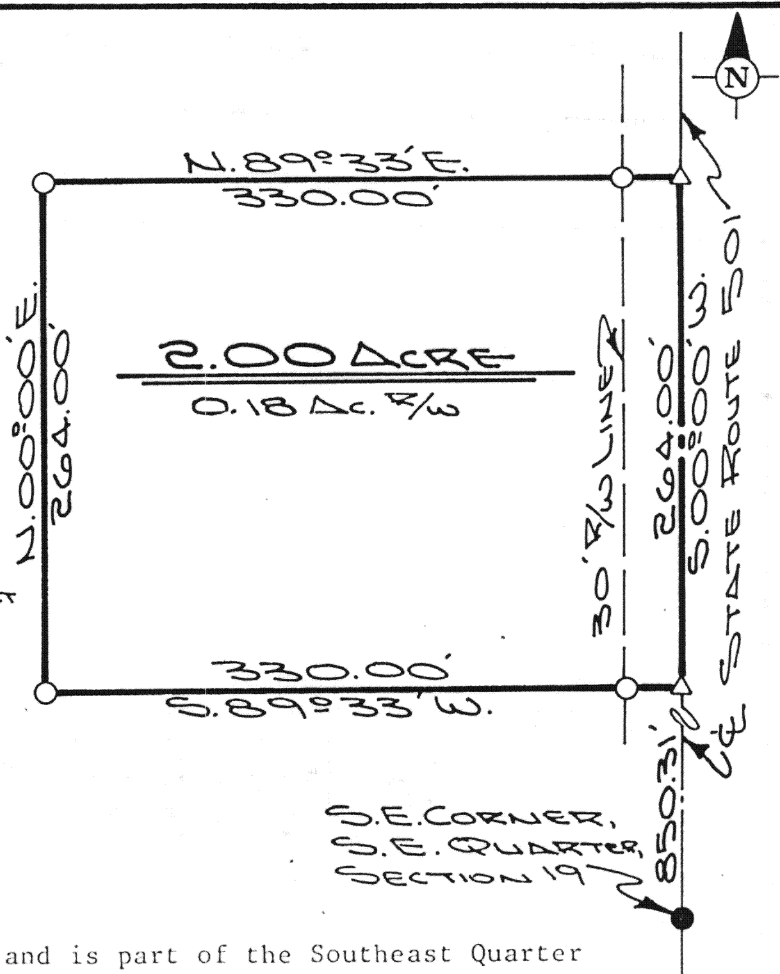 N
N.89°33'E.
330.00'
N.00°00'E.
264.00'
2.00 ACRE
0.18 AC. R/W
30' R/W LINE
264.00'
S.00°00'W.
℄ STATE ROUTE 501
330.00'
S.89°33'W.
850.31'
S.E. CORNER,
S.E. QUARTER,
SECTION 19
and is part of the Southeast Quarter